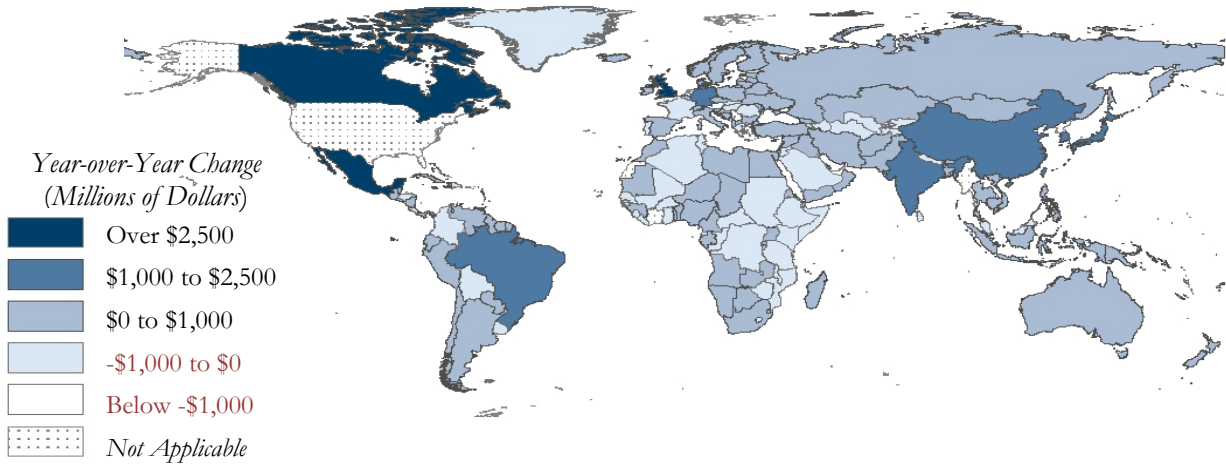 Year-over-Year Change
(Millions of Dollars)
Over $2,500
$1,000 to $2,500
$0 to $1,000
-$1,000 to $0
Below -$1,000
Not Applicable